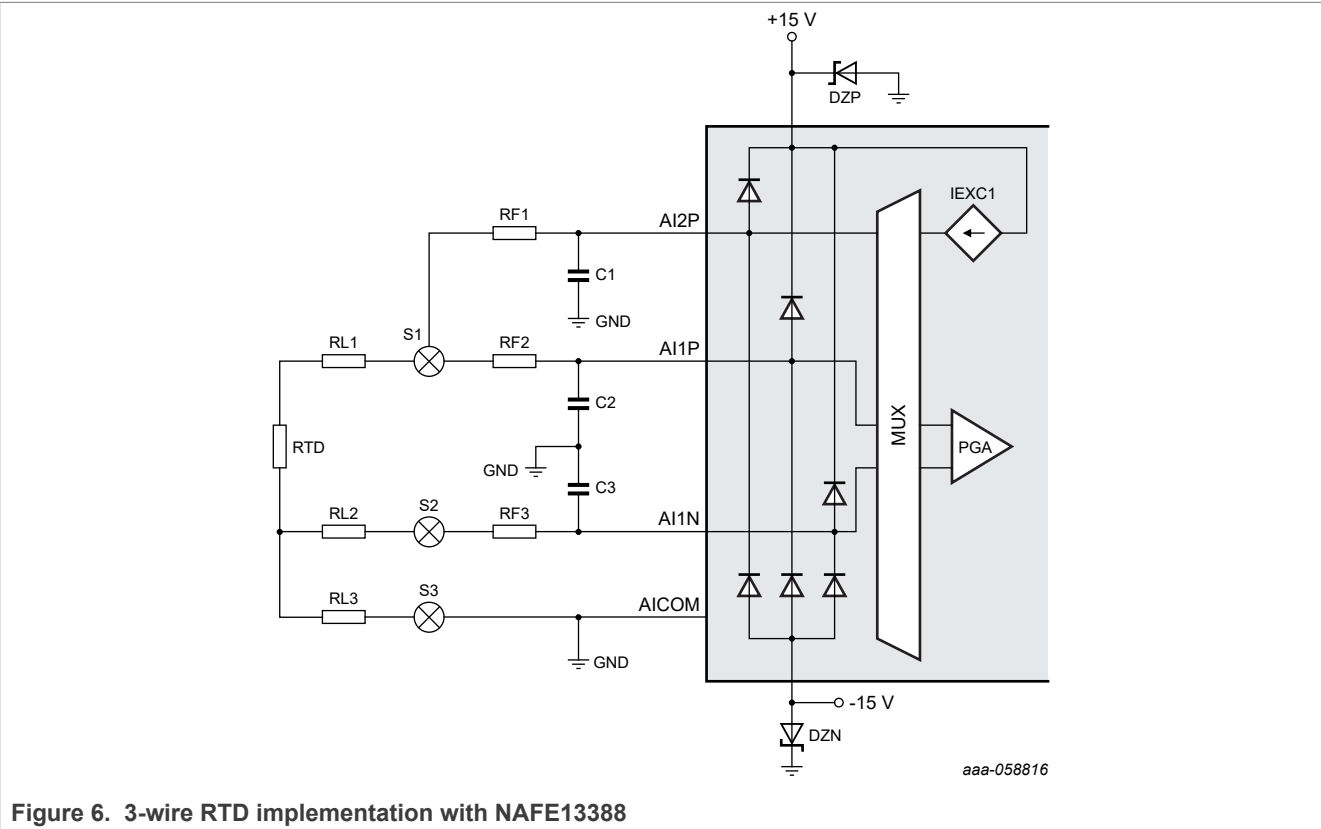 +15 V
DZP
IEXC1
RF1
AI2P
C1
GND
S1
RL1
RF2
AI1P
C2
RTD
GND
MUX
PGA
C3
S2
RL2
RF3
AI1N
S3
RL3
AICOM
GND
-15 V
DZN
aaa-058816
Figure 6. 3-wire RTD implementation with NAFE13388